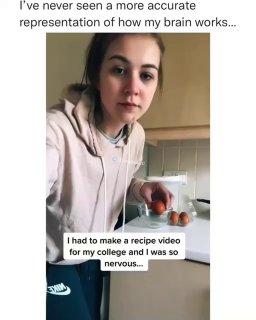 I've never seen a more accurate
representation of how my brain works...
I had to make a recipe video
for my college and I was so
nervous...